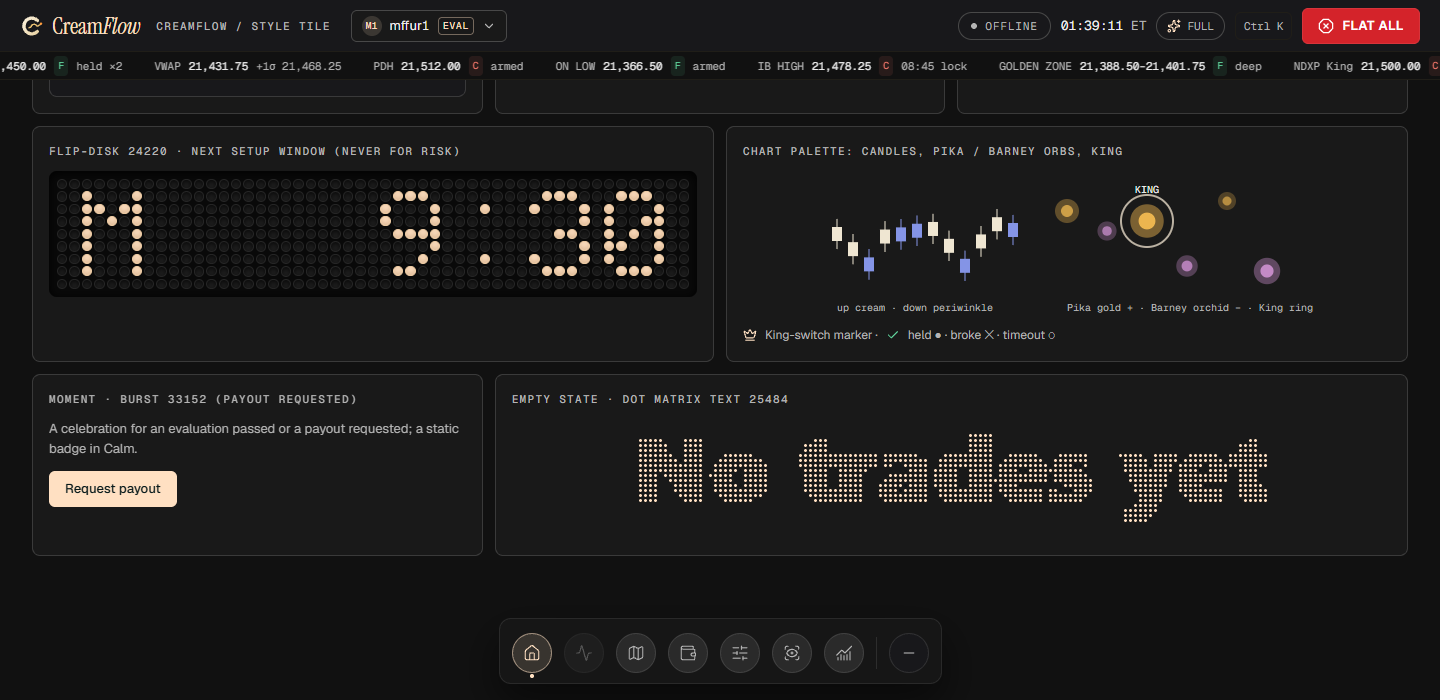 CreamFlow CREAMFLOW / STYLE TILE M1 mffur1 EVAL OFFLINE 01:39:11 ET FULL Ctrl K FLAT ALL
,450.00 F held ×2 VWAP 21,431.75 +1σ 21,468.25 PDH 21,512.00 C armed ON LOW 21,366.50 F armed IB HIGH 21,478.25 C 08:45 lock GOLDEN ZONE 21,388.50–21,401.75 F deep NDXP King 21,500.00 C
FLIP-DISK 24220 · NEXT SETUP WINDOW (NEVER FOR RISK)
M 9:30
CHART PALETTE: CANDLES, PIKA / BARNEY ORBS, KING
KING
up cream · down periwinkle
Pika gold + · Barney orchid − · King ring
King-switch marker · held · broke · timeout
MOMENT · BURST 33152 (PAYOUT REQUESTED)
A celebration for an evaluation passed or a payout requested; a static
badge in Calm.
Request payout
EMPTY STATE · DOT MATRIX TEXT 25484
No trades yet